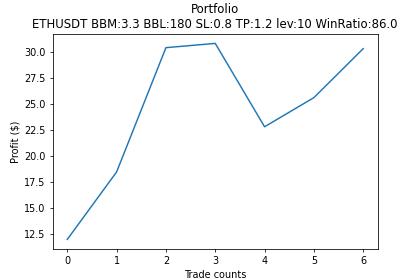 Portfolio
ETHUSDT BBM:3.3 BBL:180 SL:0.8 TP:1.2 lev:10 WinRatio:86.0
30.0
27.5
25.0
22.5
20.0
17.5
15.0
12.5
Profit ($)
0 1 2 3 4 5 6
Trade counts